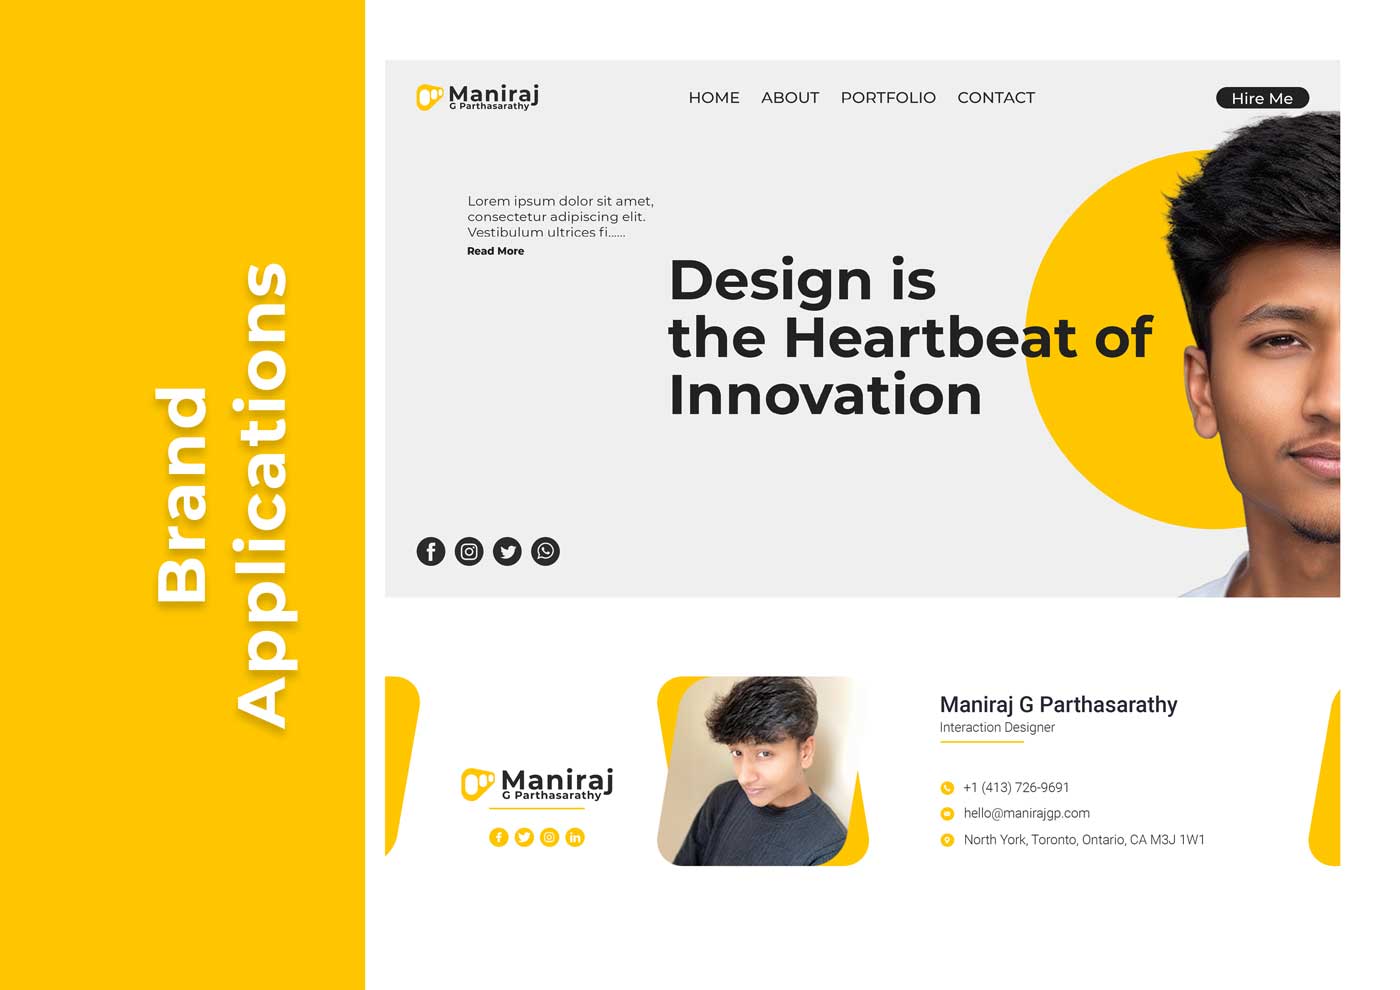 Brand
Applications
Maniraj
G Parthasarathy
HOME ABOUT PORTFOLIO CONTACT
Hire Me
Lorem ipsum dolor sit amet,
consectetur adipiscing elit.
Vestibulum ultrices fi......
Read More
Design is
the Heartbeat of
Innovation
Maniraj
G Parthasarathy
Maniraj G Parthasarathy
Interaction Designer
+1 (413) 726-9691
hello@manirajgp.com
North York, Toronto, Ontario, CA M3J 1W1